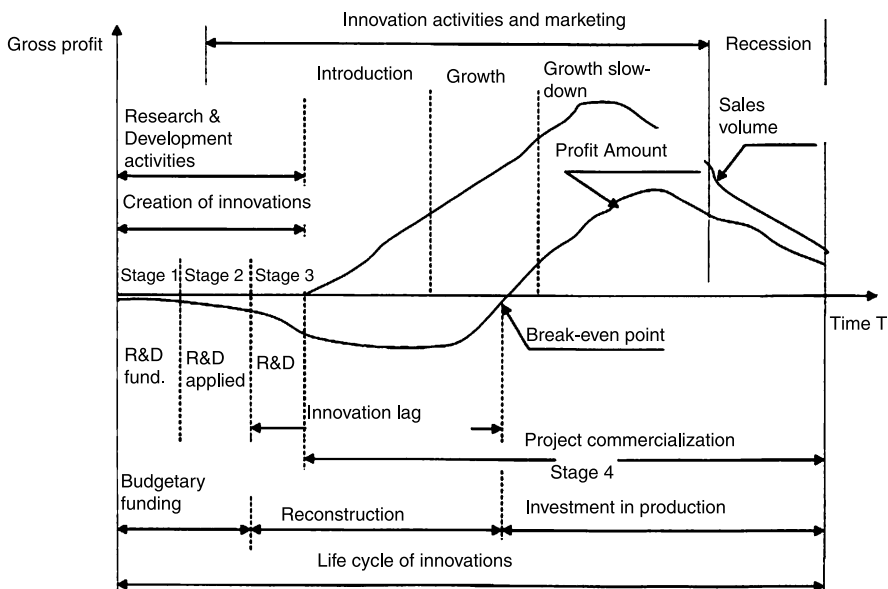 Innovation activities and marketing
Gross profit
Recession
Introduction
Growth
Growth slow-
down
Sales
volume
Research &
Development
activities
Profit Amount
Creation of innovations
Stage 1
Stage 2
Stage 3
Time T
Break-even point
R&D
fund.
R&D
applied
R&D
Innovation lag
Project commercialization
Stage 4
Budgetary
funding
Reconstruction
Investment in production
Life cycle of innovations